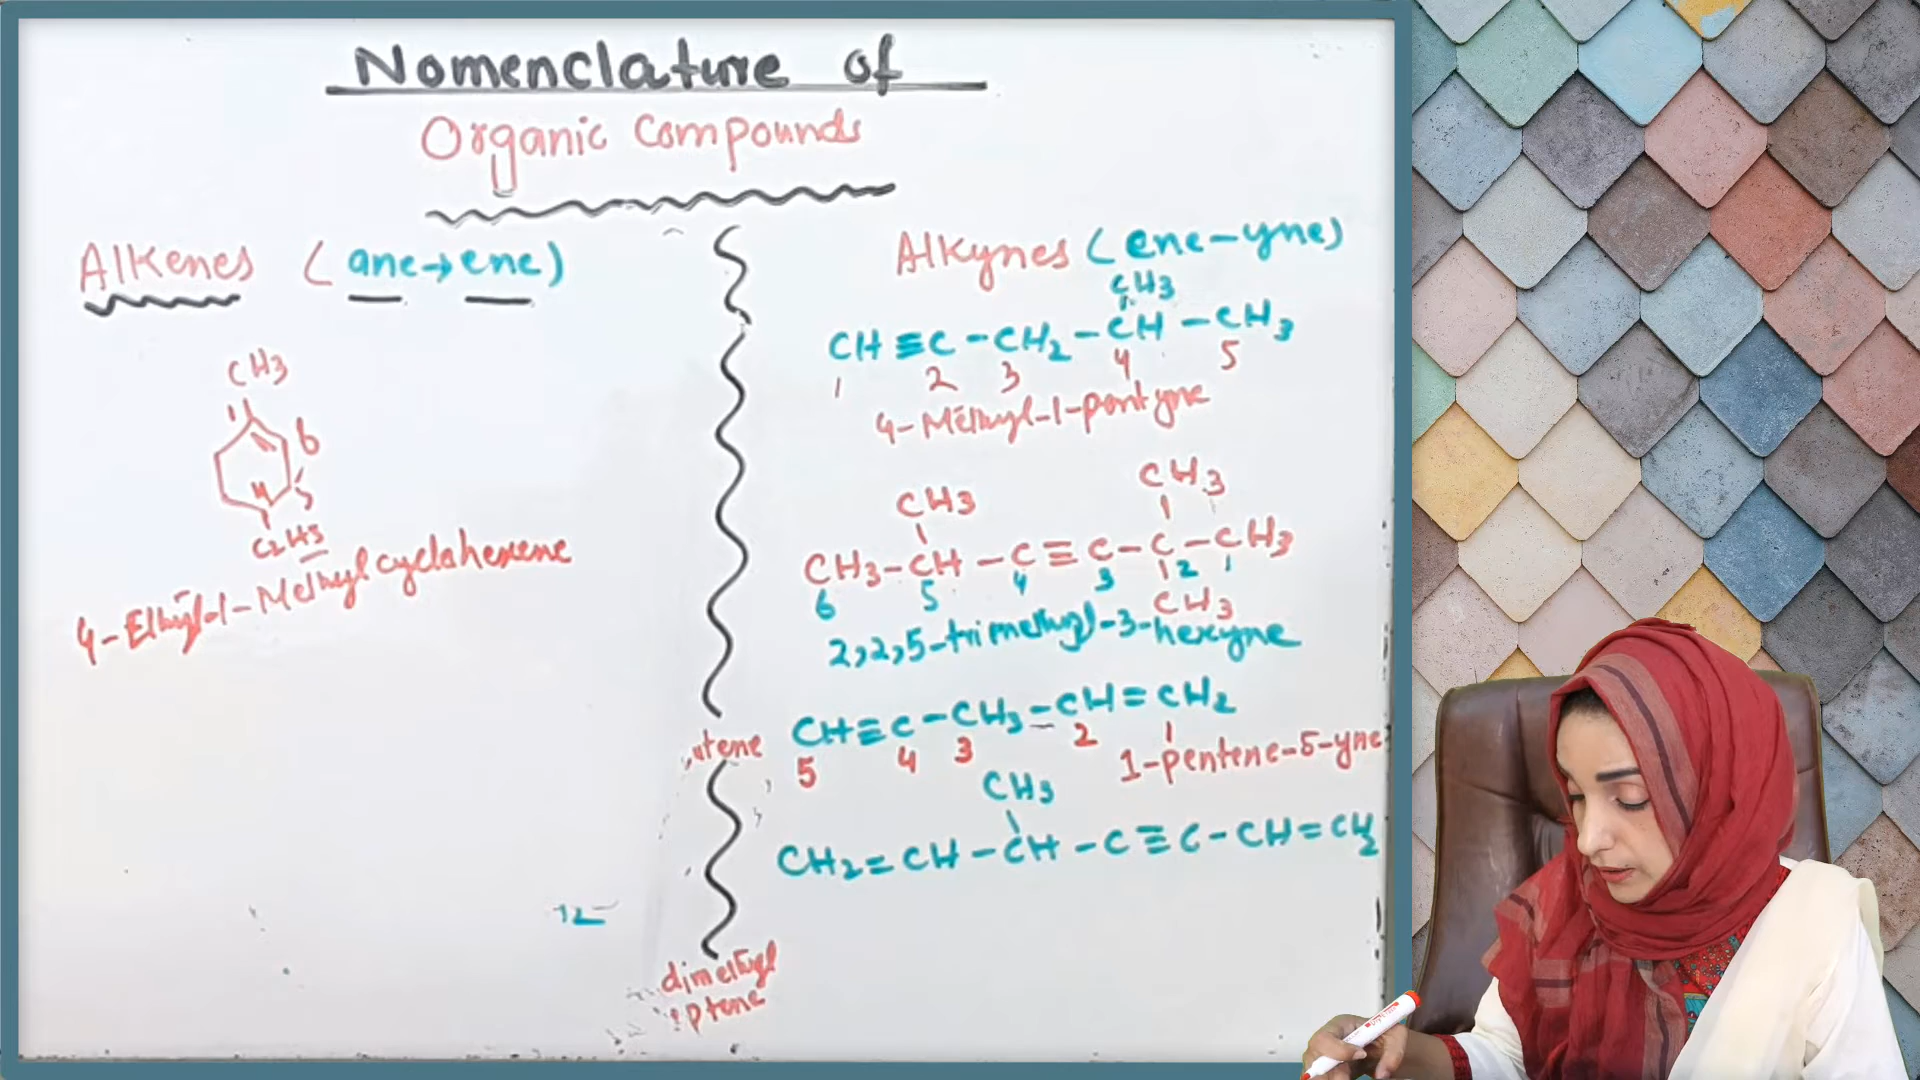 Nomenclature of
Organic Compounds
Alkenes (ane→ene)
CH3
1
6
5
4
C2H5
4-Ethyl-1-Methylcyclohexene
dimethyl
Alkynes (ene-yne)
CH3
CH≡C-CH2-CH-CH3
1 2 3 4 5
4-Methyl-1-pentyne
CH3 CH3
CH3-CH-C≡C-C-CH3
6 5 4 3 2 1
CH3
2,2,5-trimethyl-3-hexyne
CH≡C-CH3-CH=CH2
5 4 3 2 1
1-pentene-5-yne
CH3
CH2=CH-CH-C≡C-CH=CH2